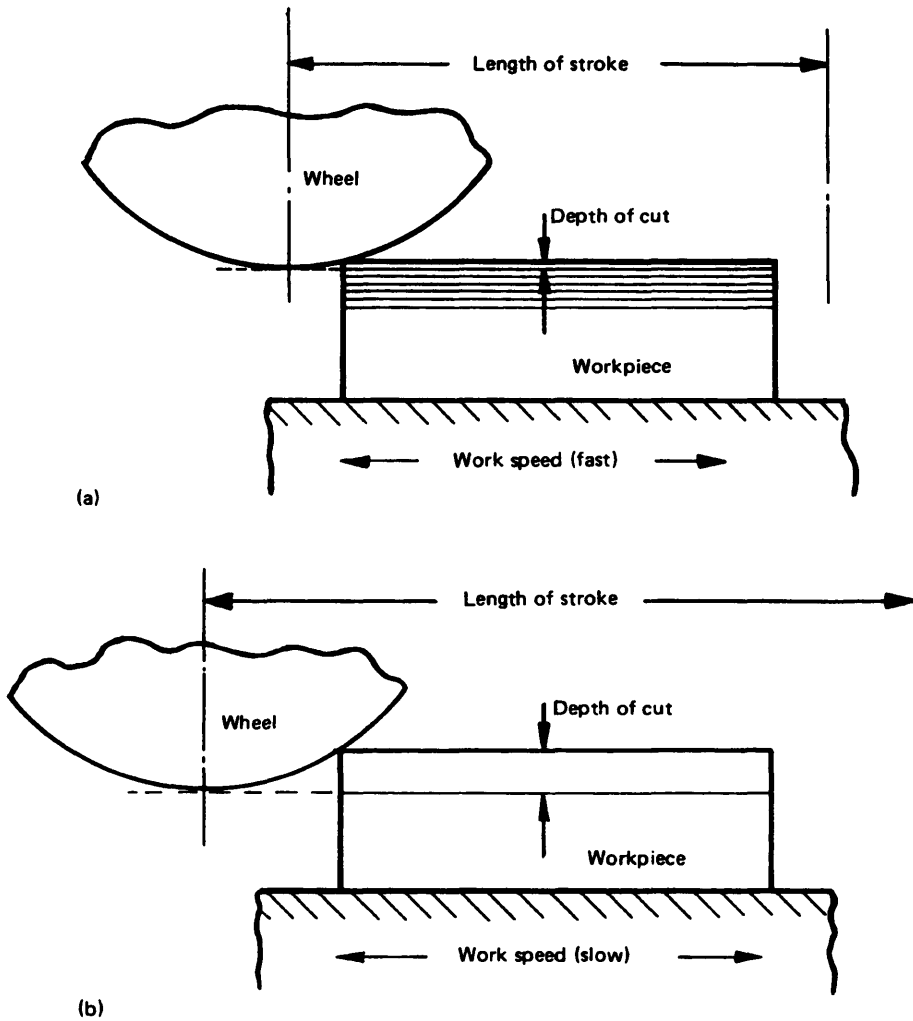 Length of stroke
Wheel
Depth of cut
Workpiece
Work speed (fast)
(a)
Length of stroke
Wheel
Depth of cut
Workpiece
Work speed (slow)
(b)